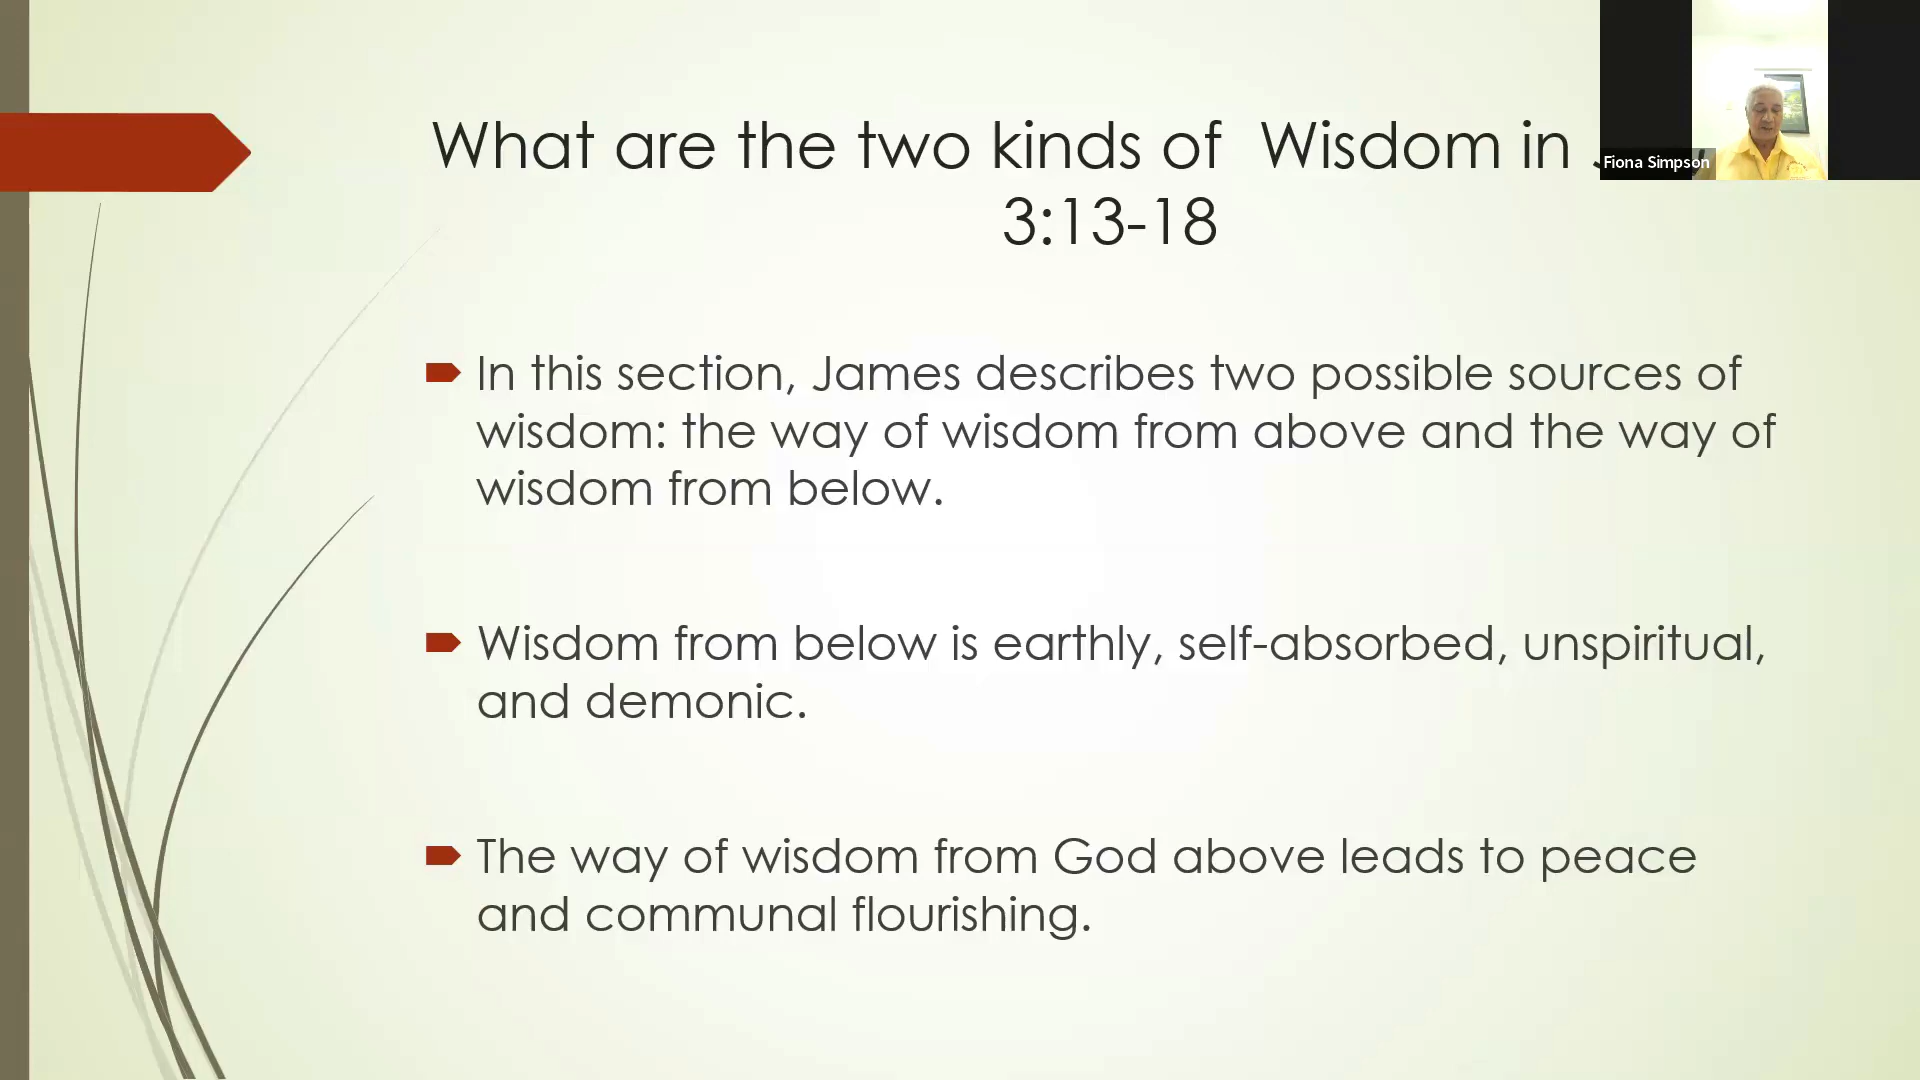 What are the two kinds of Wisdom in
3:13-18
Fiona Simpson
In this section, James describes two possible sources of
wisdom: the way of wisdom from above and the way of
wisdom from below.
Wisdom from below is earthly, self-absorbed, unspiritual,
and demonic.
The way of wisdom from God above leads to peace
and communal flourishing.